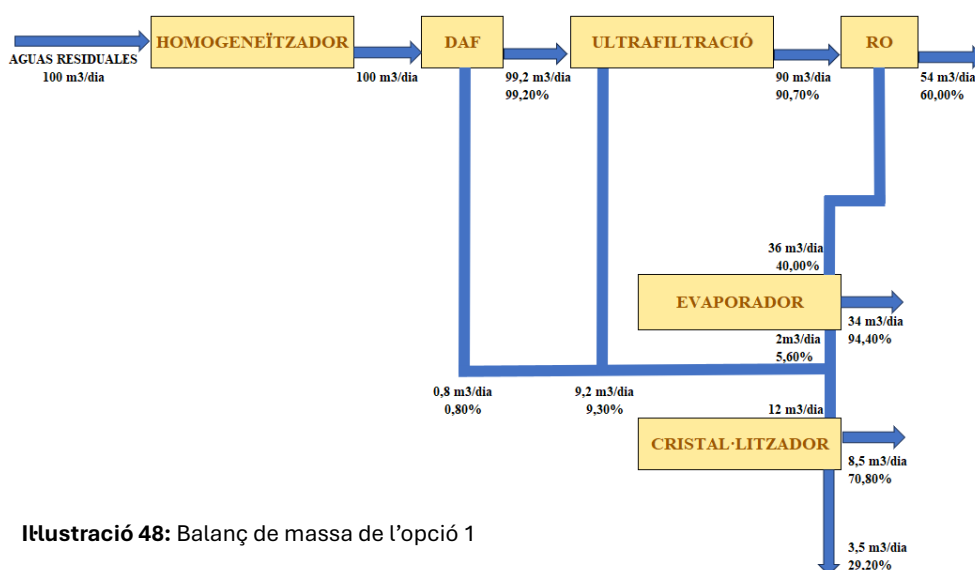 HOMOGENEÏTZADOR
DAF
ULTRAFILTRACIÓ
RO
AGUAS RESIDUALES
100 m3/dia
100 m3/dia
99,2 m3/dia
99,20%
90 m3/dia
90,70%
54 m3/dia
60,00%
36 m3/dia
40,00%
EVAPORADOR
34 m3/dia
94,40%
2m3/dia
5,60%
0,8 m3/dia
0,80%
9,2 m3/dia
9,30%
12 m3/dia
CRISTAL·LITZADOR
8,5 m3/dia
70,80%
Il·lustració 48: Balanç de massa de l’opció 1
3,5 m3/dia
29,20%